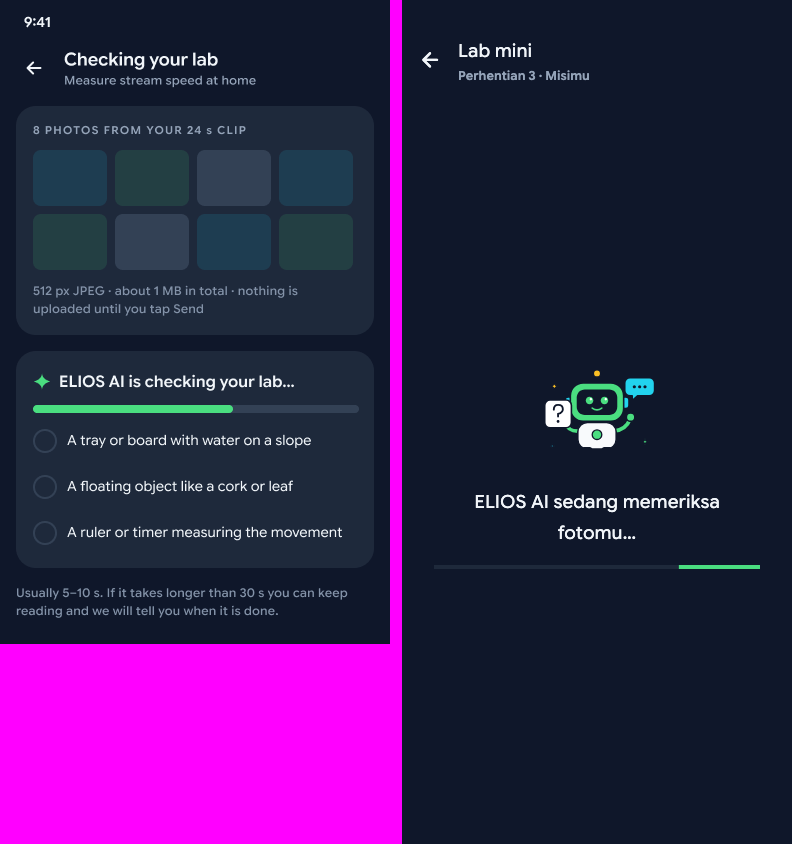 9:41
Checking your lab
Measure stream speed at home
8 PHOTOS FROM YOUR 24 s CLIP
512 px JPEG · about 1 MB in total · nothing is
uploaded until you tap Send
ELIOS AI is checking your lab...
A tray or board with water on a slope
A floating object like a cork or leaf
A ruler or timer measuring the movement
Usually 5–10 s. If it takes longer than 30 s you can keep
reading and we will tell you when it is done.
Lab mini
Perhentian 3 · Misimu
?
ELIOS AI sedang memeriksa
fotomu...